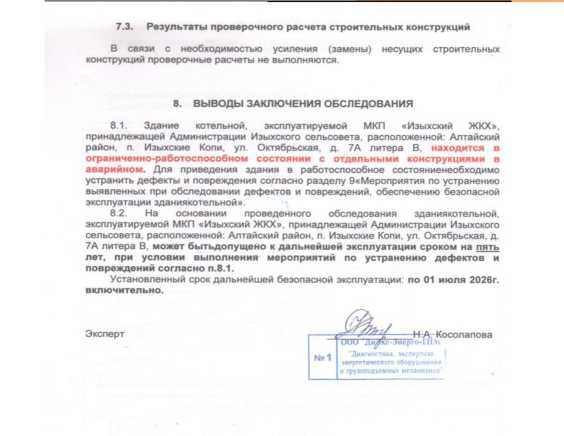 7.3. Результаты проверочного расчета строительных конструкций
В связи с необходимостью усиления (замены) несущих строительных
конструкций проверочные расчеты не выполняются.
8. ВЫВОДЫ ЗАКЛЮЧЕНИЯ ОБСЛЕДОВАНИЯ
8.1. Здание котельной, эксплуатируемой МКП «Изыхский ЖКХ»,
принадлежащей Администрации Изыхского сельсовета, расположенной: Алтайский
район, п. Изыхские Копи, ул. Октябрьская, д. 7А литера В, находится в
ограниченно-работоспособном состоянии с отдельными конструкциями в
аварийном. Для приведения здания в работоспособное состояниенеобходимо
устранить дефекты и повреждения согласно разделу 9«Мероприятия по устранению
выявленных при обследовании дефектов и повреждений, обеспечению безопасной
эксплуатации зданиякотельной».
8.2. На основании проведенного обследования зданиякотельной,
эксплуатируемой МКП «Изыхский ЖКХ», принадлежащей Администрации Изыхского
сельсовета, расположенной: Алтайский район, п. Изыхские Копи, ул. Октябрьская, д.
7А литера В, может бытьдопущено к дальнейшей эксплуатации сроком на пять
лет, при условии выполнения мероприятий по устранению дефектов и
повреждений согласно п.8.1.
Установленный срок дальнейшей безопасной эксплуатации: по 01 июля 2026г.
включительно.
Эксперт Н.А. Косолапова
ООО "Диекс-Энерго-ГПМ"
№ 1 "Диагностика, экспертиза
энергетического оборудования
и грузоподъемных механизмов"